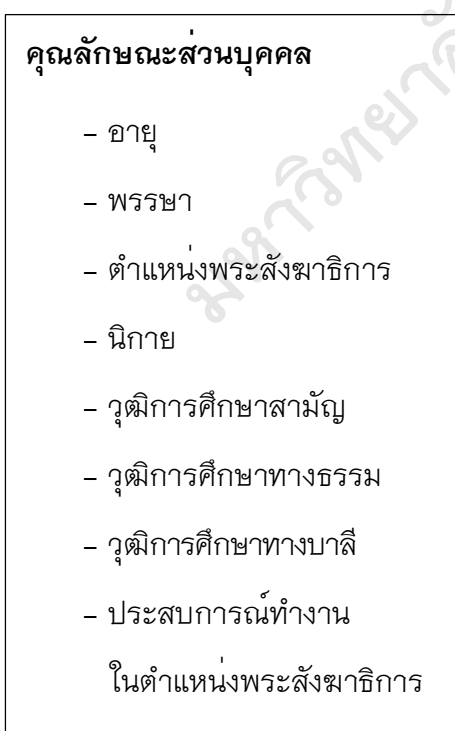 คุณลักษณะส่วนบุคคล
– อายุ
– พรรษา
– ตำแหน่งพระสังฆาธิการ
– นิกาย
– วุฒิการศึกษาสามัญ
– วุฒิการศึกษาทางธรรม
– วุฒิการศึกษาทางบาลี
– ประสบการณ์ทำงาน
ในตำแหน่งพระสังฆาธิการ